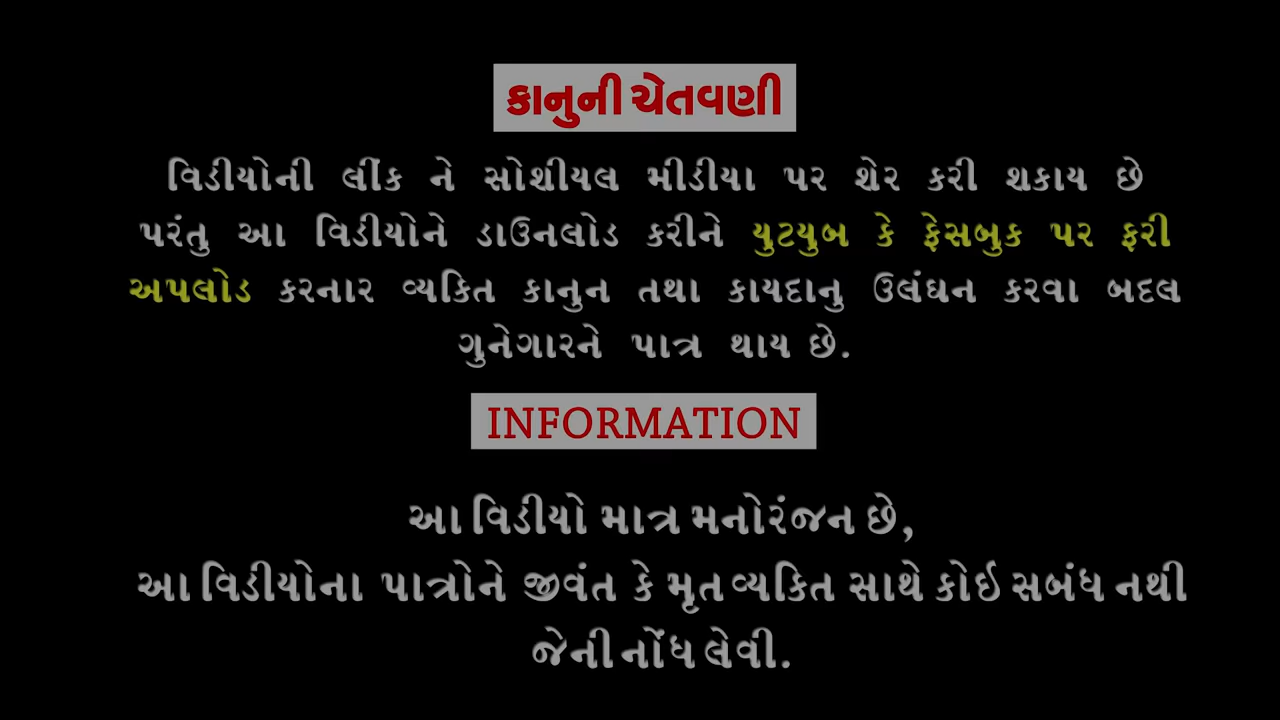 કાનુની ચેતવણી
વિડીયોની લીંક ને સોશીયલ મીડીયા પર શેર કરી શકાય છે
પરંતુ આ વિડીયોને ડાઉનલોડ કરીને યુટયુબ કે ફેસબુક પર ફરી
અપલોડ કરનાર વ્યકિત કાનુન તથા કાયદાનુ ઉલંઘન કરવા બદલ
ગુનેગારને પાત્ર થાય છે.
INFORMATION
આ વિડીયો માત્ર મનોરંજન છે,
આ વિડીયોના પાત્રોને જીવંત કે મૃત વ્યકિત સાથે કોઇ સબંધ નથી
જેની નોંધ લેવી.